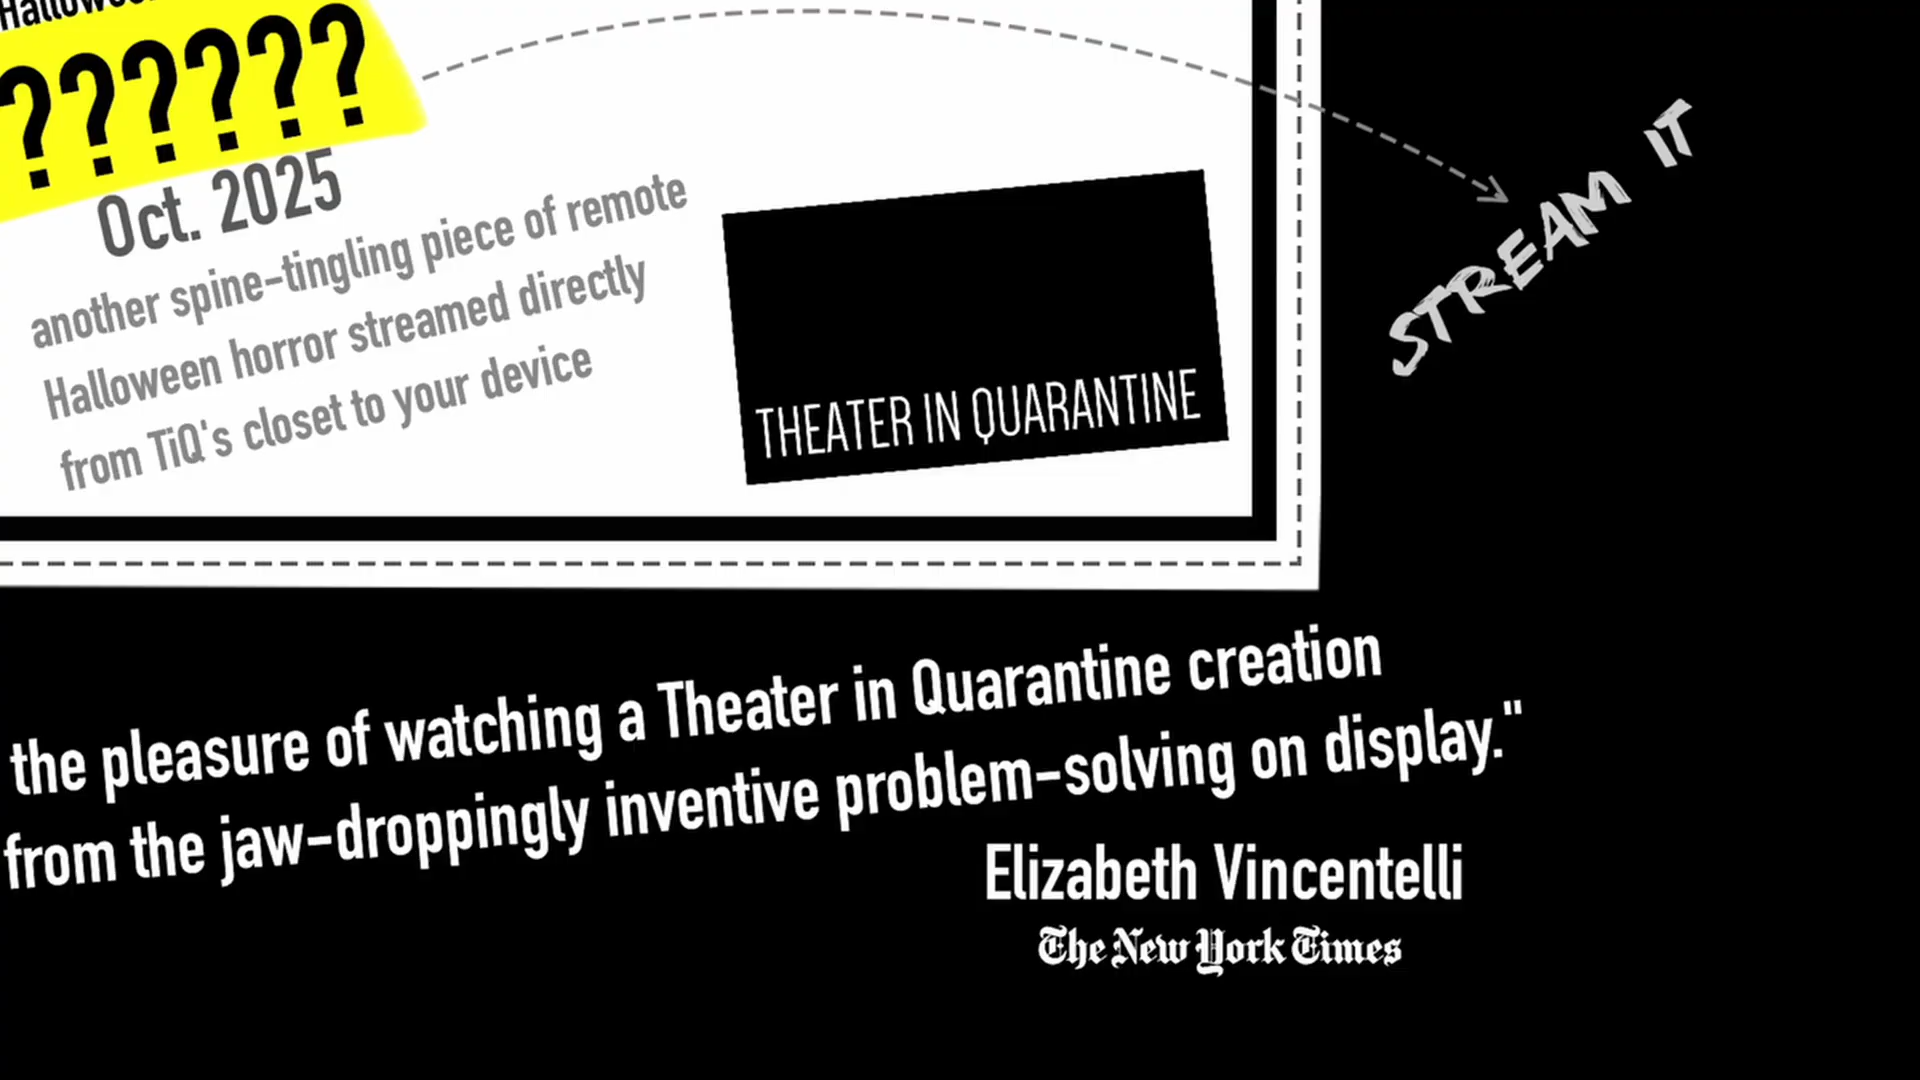 Hallowee
??????
Oct. 2025
another spine-tingling piece of remote
Halloween horror streamed directly
from TiQ's closet to your device
THEATER IN QUARANTINE
STREAM IT
the pleasure of watching a Theater in Quarantine creation
from the jaw-droppingly inventive problem-solving on display."
Elizabeth Vincentelli
The New York Times